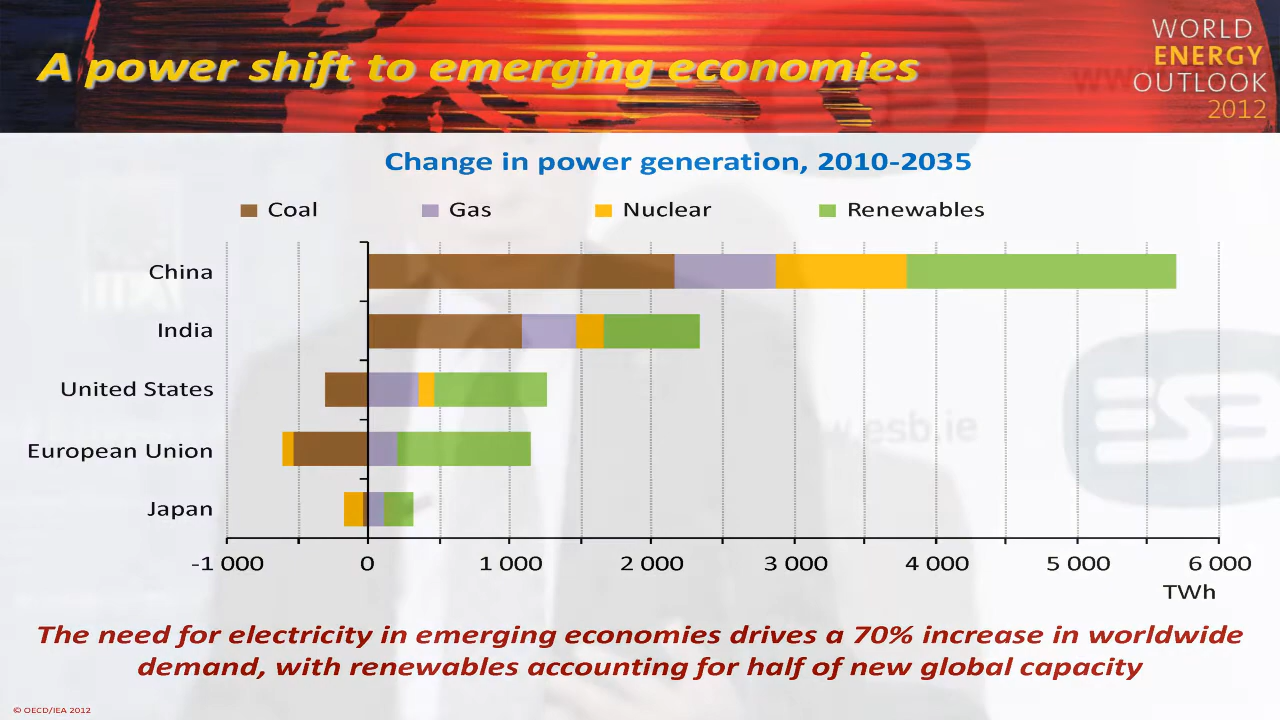 A power shift to emerging economies
WORLD
ENERGY
OUTLOOK
2012
Change in power generation, 2010-2035
Coal Gas Nuclear Renewables
China
India
United States
European Union
Japan
-1 000 0 1 000 2 000 3 000 4 000 5 000 6 000
TWh
ESB
.esb.ie
The need for electricity in emerging economies drives a 70% increase in worldwide
demand, with renewables accounting for half of new global capacity
© OECD/IEA 2012